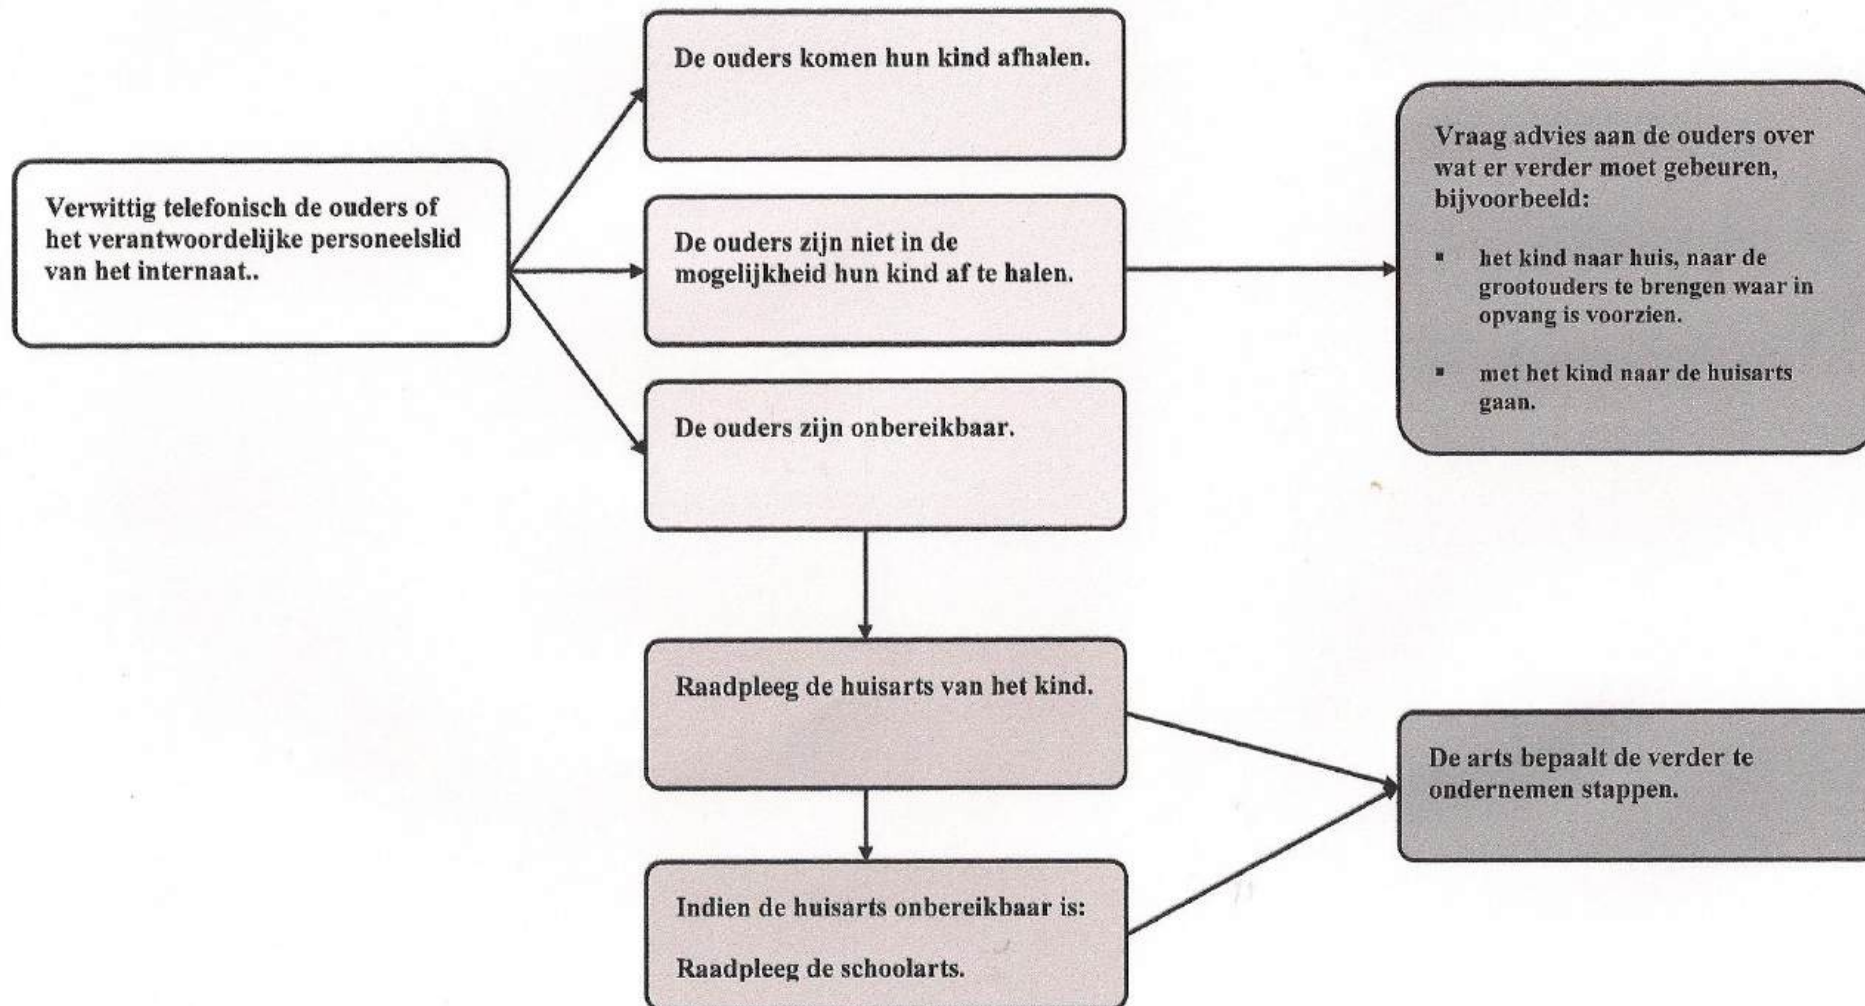 De ouders komen hun kind afhalen.
Verwittig telefonisch de ouders of
het verantwoordelijke personeelslid
van het internaat..
De ouders zijn niet in de
mogelijkheid hun kind af te halen.
Vraag advies aan de ouders over
wat er verder moet gebeuren,
bijvoorbeeld:
▪ het kind naar huis, naar de
grootouders te brengen waar in
opvang is voorzien.
▪ met het kind naar de huisarts
gaan.
De ouders zijn onbereikbaar.
Raadpleeg de huisarts van het kind.
De arts bepaalt de verder te
ondernemen stappen.
Indien de huisarts onbereikbaar is:
Raadpleeg de schoolarts.